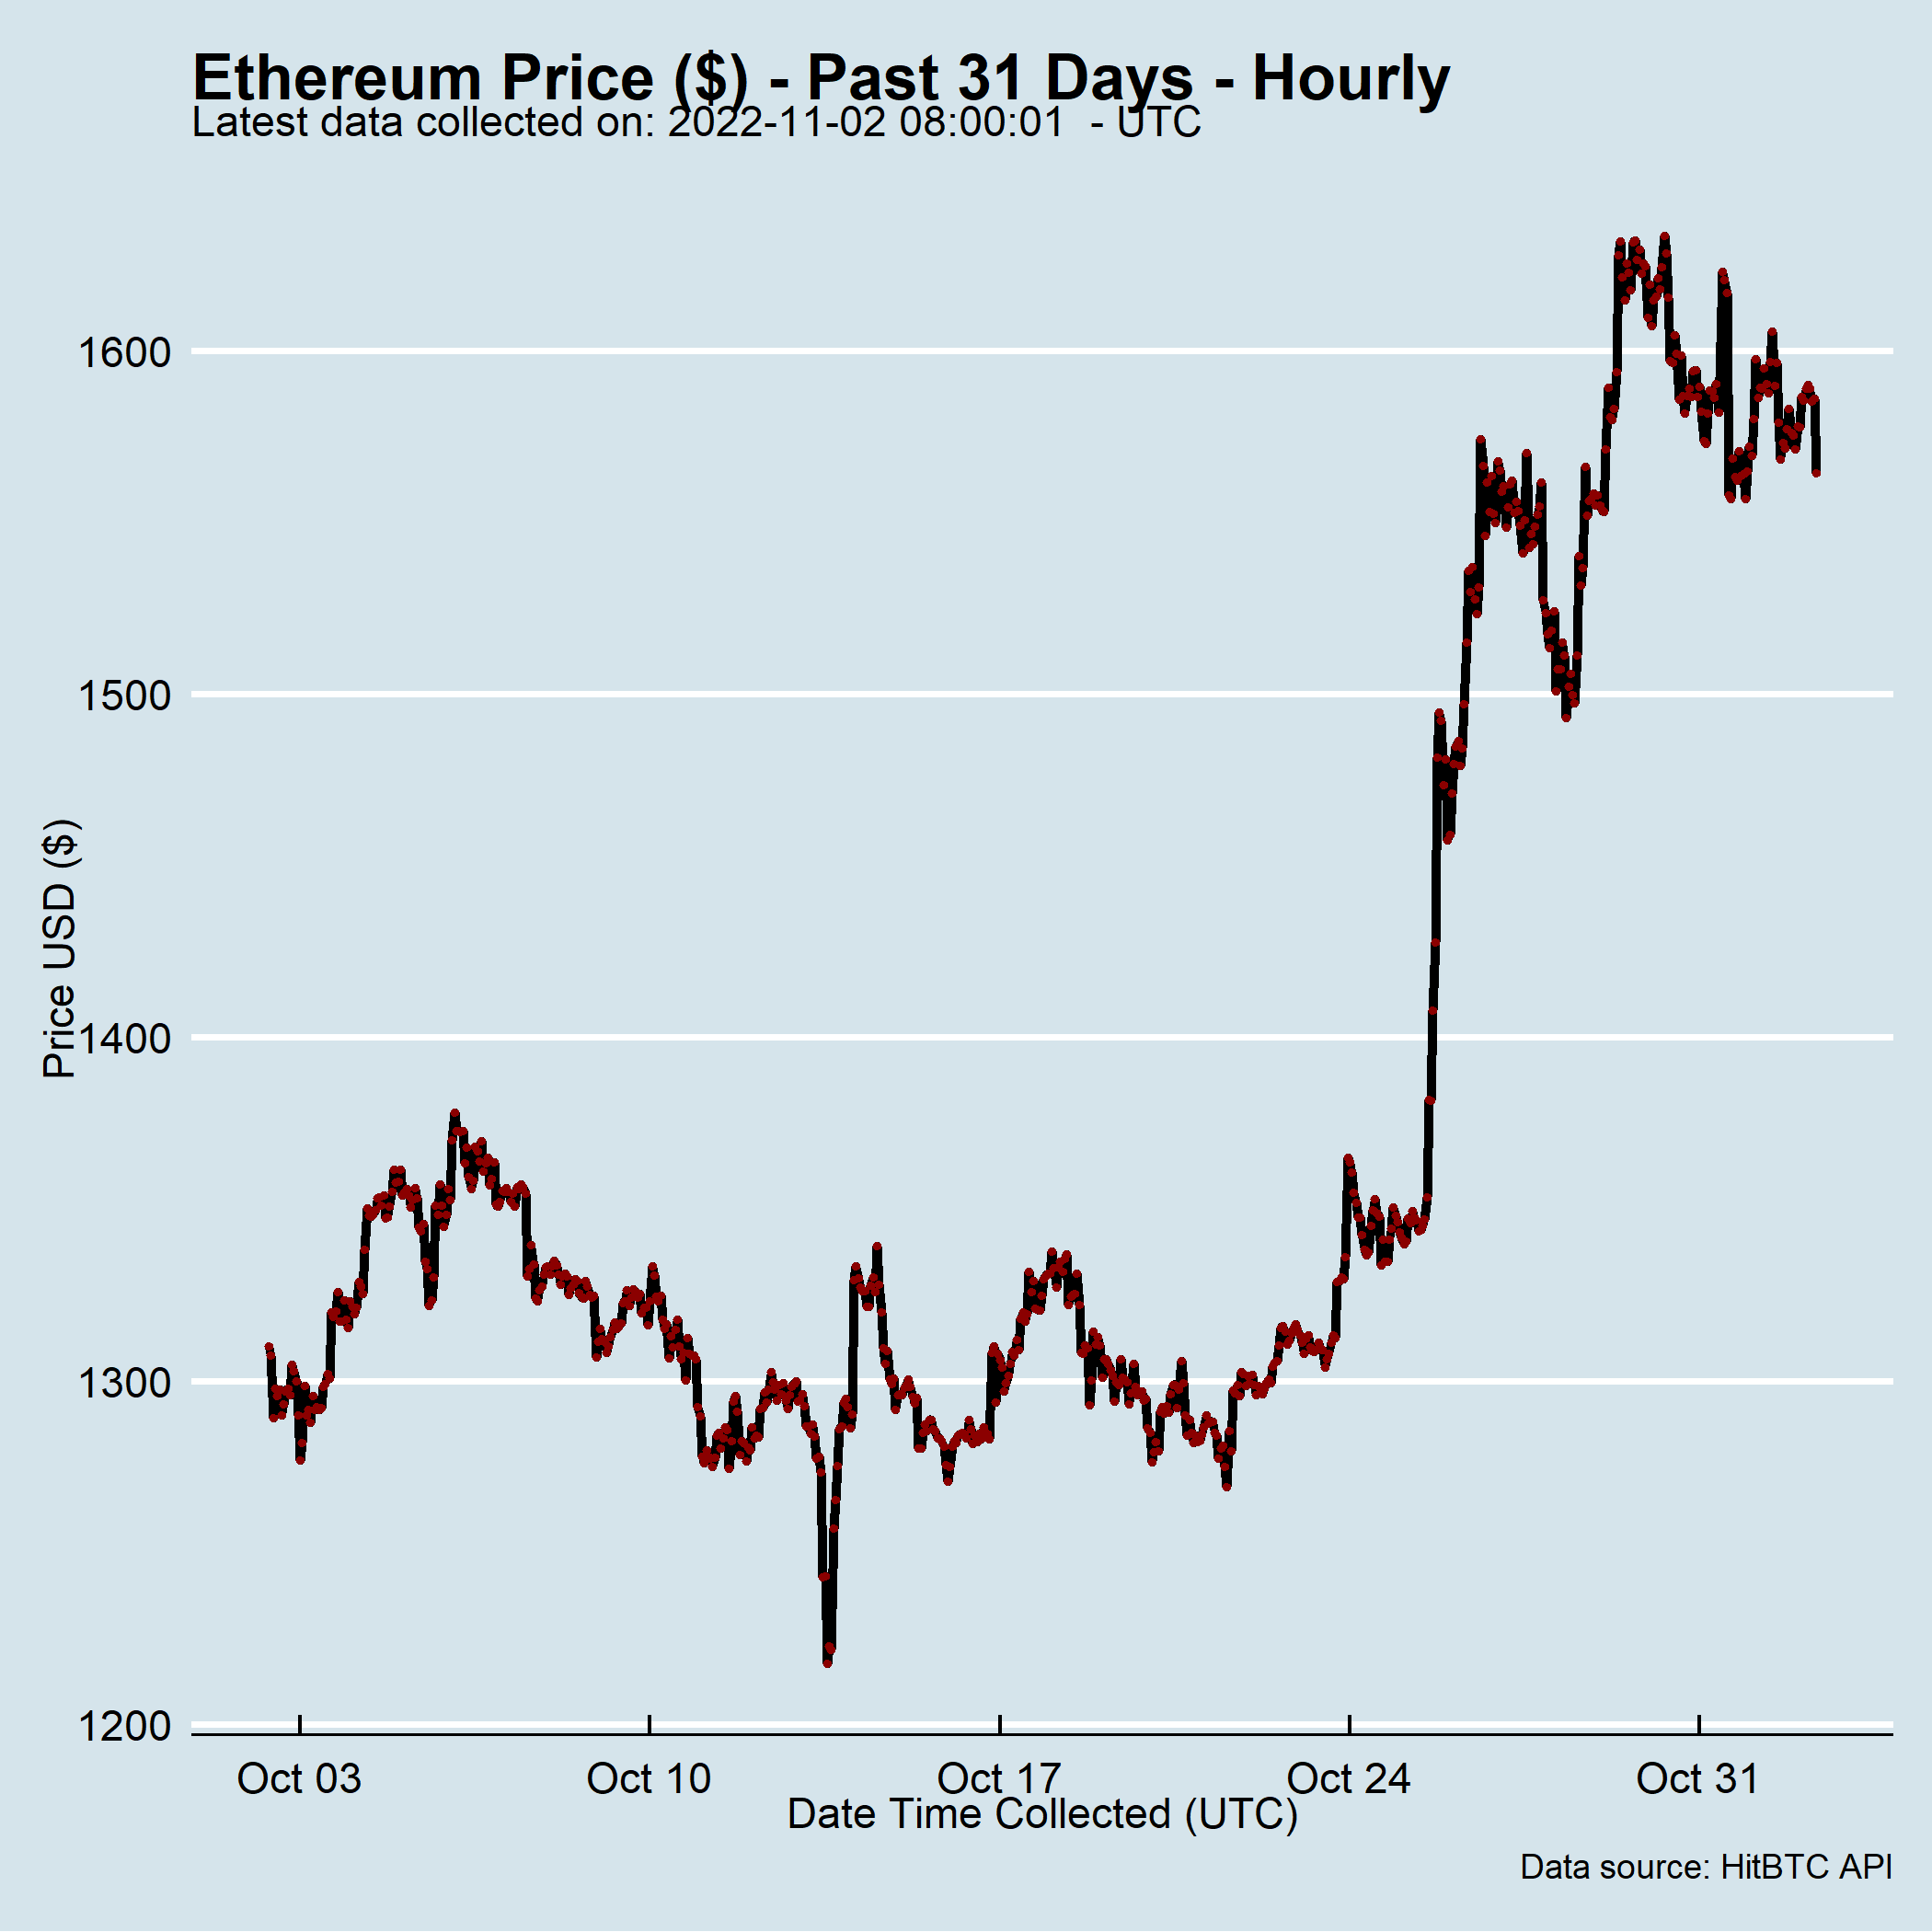 Ethereum Price ($) - Past 31 Days - Hourly
Latest data collected on: 2022-11-02 08:00:01  - UTC
Price USD ($)
1600
1500
1400
1300
1200
Oct 03
Oct 10
Oct 17
Oct 24
Oct 31
Date Time Collected (UTC)
Data source: HitBTC API